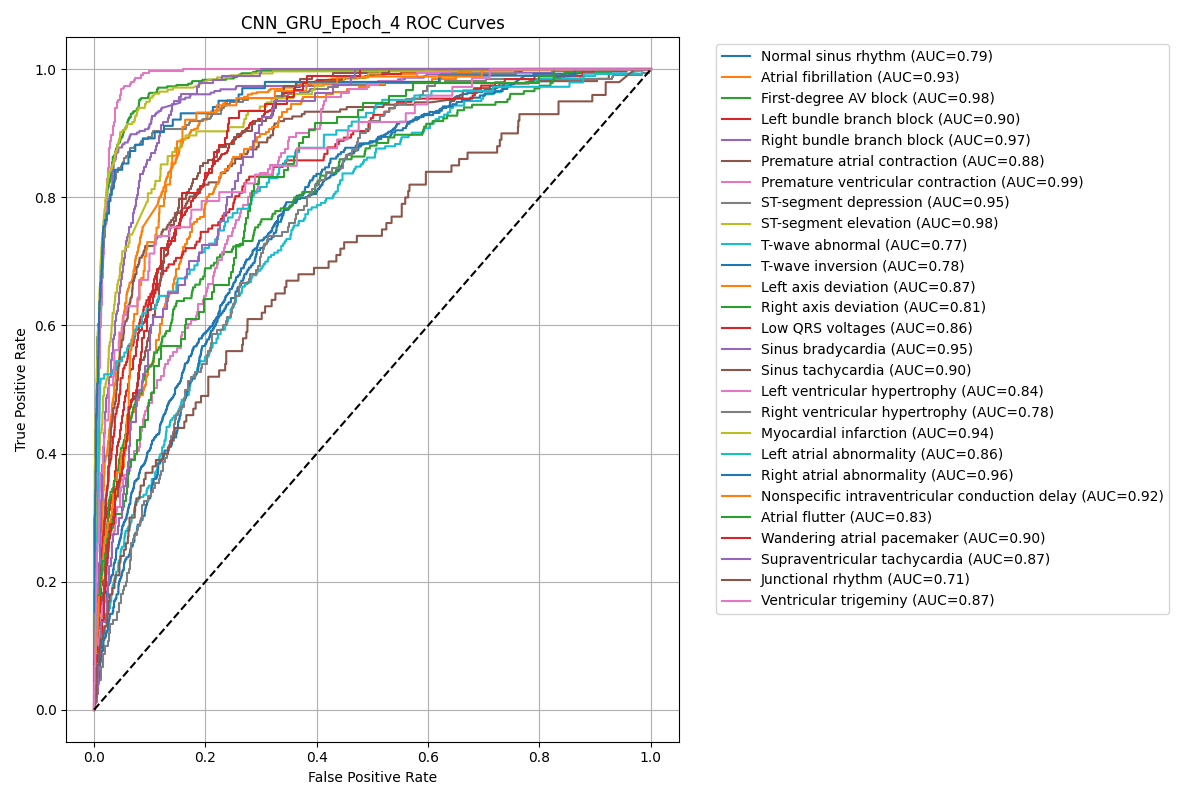 CNN_GRU_Epoch_4 ROC Curves
True Positive Rate
1.0
0.8
0.6
0.4
0.2
0.0
0.0 0.2 0.4 0.6 0.8 1.0
False Positive Rate
Normal sinus rhythm (AUC=0.79)
Atrial fibrillation (AUC=0.93)
First-degree AV block (AUC=0.98)
Left bundle branch block (AUC=0.90)
Right bundle branch block (AUC=0.97)
Premature atrial contraction (AUC=0.88)
Premature ventricular contraction (AUC=0.99)
ST-segment depression (AUC=0.95)
ST-segment elevation (AUC=0.98)
T-wave abnormal (AUC=0.77)
T-wave inversion (AUC=0.78)
Left axis deviation (AUC=0.87)
Right axis deviation (AUC=0.81)
Low QRS voltages (AUC=0.86)
Sinus bradycardia (AUC=0.95)
Sinus tachycardia (AUC=0.90)
Left ventricular hypertrophy (AUC=0.84)
Right ventricular hypertrophy (AUC=0.78)
Myocardial infarction (AUC=0.94)
Left atrial abnormality (AUC=0.86)
Right atrial abnormality (AUC=0.96)
Nonspecific intraventricular conduction delay (AUC=0.92)
Atrial flutter (AUC=0.83)
Wandering atrial pacemaker (AUC=0.90)
Supraventricular tachycardia (AUC=0.87)
Junctional rhythm (AUC=0.71)
Ventricular trigeminy (AUC=0.87)